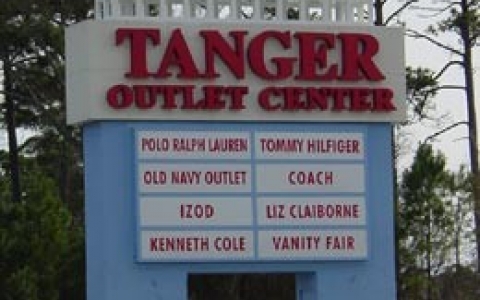 TANGER
OUTLET CENTER
POLO RALPH LAUREN
TOMMY HILFIGER
OLD NAVY OUTLET
COACH
IZOD
LIZ CLAIBORNE
KENNETH COLE
VANITY FAIR